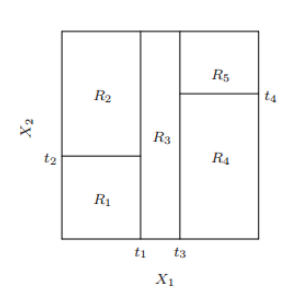 R₅
R₂
t₄
X₂
R₃
t₂
R₄
R₁
t₁
t₃
X₁